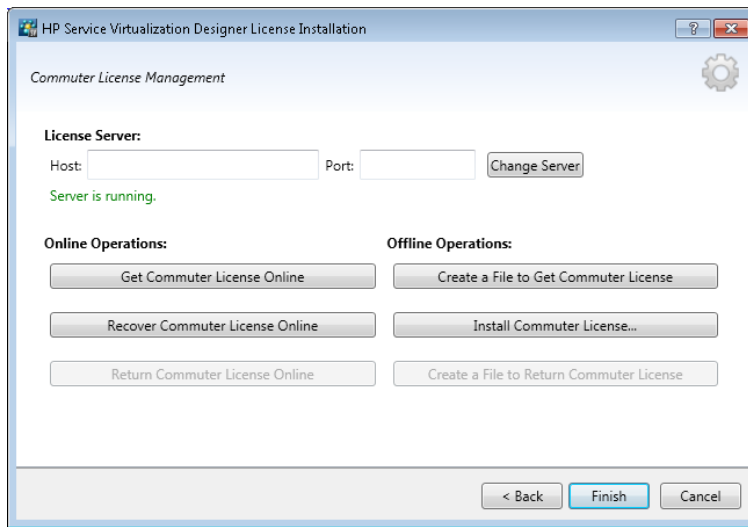 HP Service Virtualization Designer License Installation
?
Commuter License Management
License Server:
Host: Port: Change Server
Server is running.
Online Operations: Offline Operations:
Get Commuter License Online Create a File to Get Commuter License
Recover Commuter License Online Install Commuter License...
Return Commuter License Online Create a File to Return Commuter License
< Back Finish Cancel